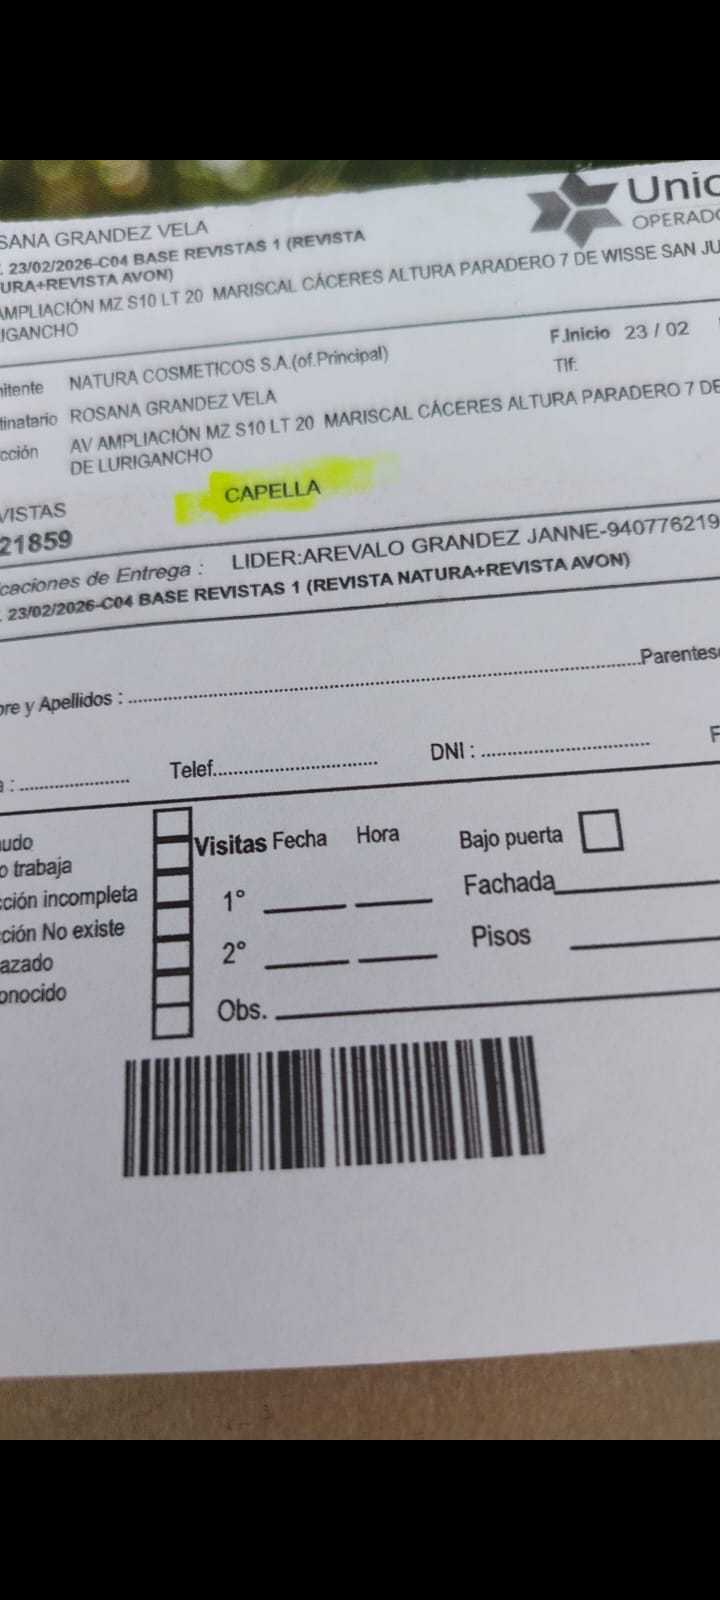 SANA GRANDEZ VELA
Unio
OPERADO
. 23/02/2026-C04 BASE REVISTAS 1 (REVISTA
URA+REVISTA AVON)
AMPLIACIÓN MZ S10 LT 20 MARISCAL CÁCERES ALTURA PARADERO 7 DE WISSE SAN JU
IGANCHO
F.Inicio 23 / 02
nitente NATURA COSMETICOS S.A.(of.Principal)
Tlf:
tinatario ROSANA GRANDEZ VELA
cción AV AMPLIACIÓN MZ S10 LT 20 MARISCAL CÁCERES ALTURA PARADERO 7 DE
DE LURIGANCHO
VISTAS CAPELLA
21859
caciones de Entrega : LIDER:AREVALO GRANDEZ JANNE-940776219
. 23/02/2026-C04 BASE REVISTAS 1 (REVISTA NATURA+REVISTA AVON)
bre y Apellidos : Parentesc
a : Telef. DNI : F
udo
Visitas Fecha Hora Bajo puerta
o trabaja
cción incompleta 1° Fachada
cción No existe
2° Pisos
azado
onocido
Obs.